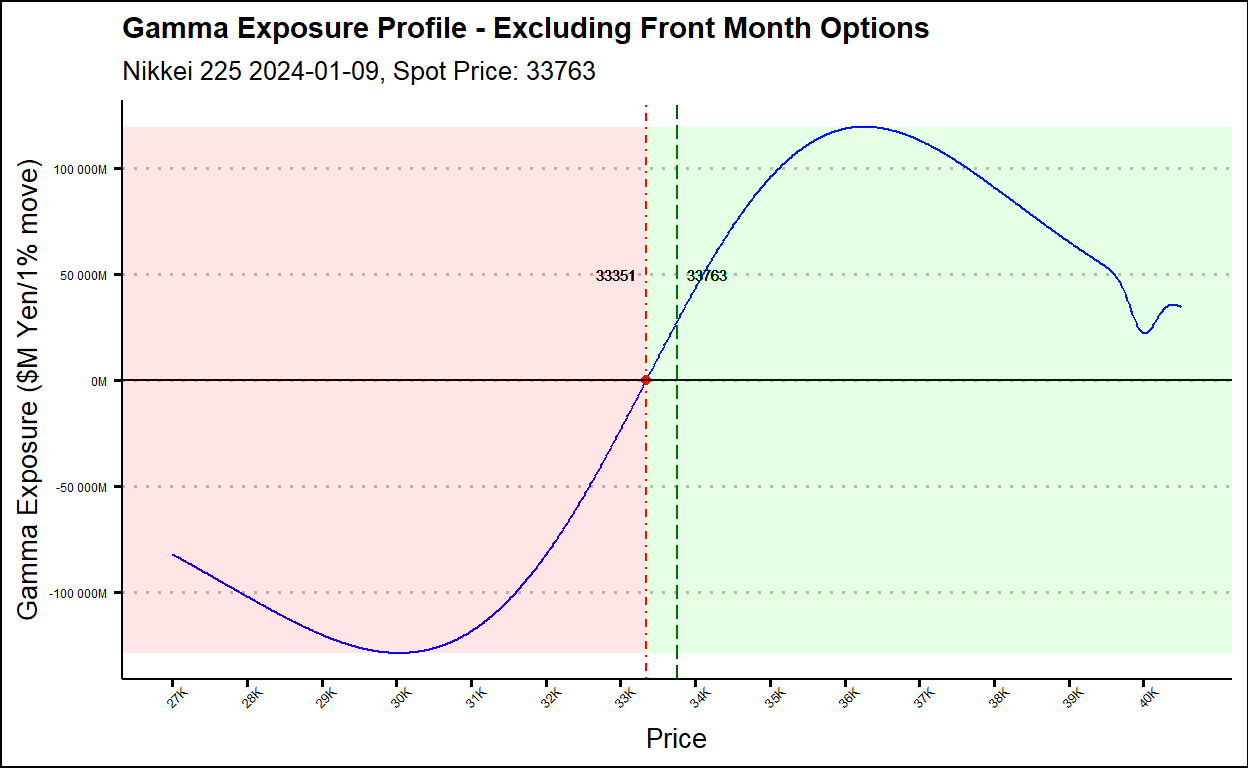 Gamma Exposure Profile - Excluding Front Month Options
Nikkei 225 2024-01-09, Spot Price: 33763
Gamma Exposure ($M Yen/1% move)
100 000M
50 000M
0M
-50 000M
-100 000M
33351
33763
27K
28K
29K
30K
31K
32K
33K
34K
35K
36K
37K
38K
39K
40K
Price